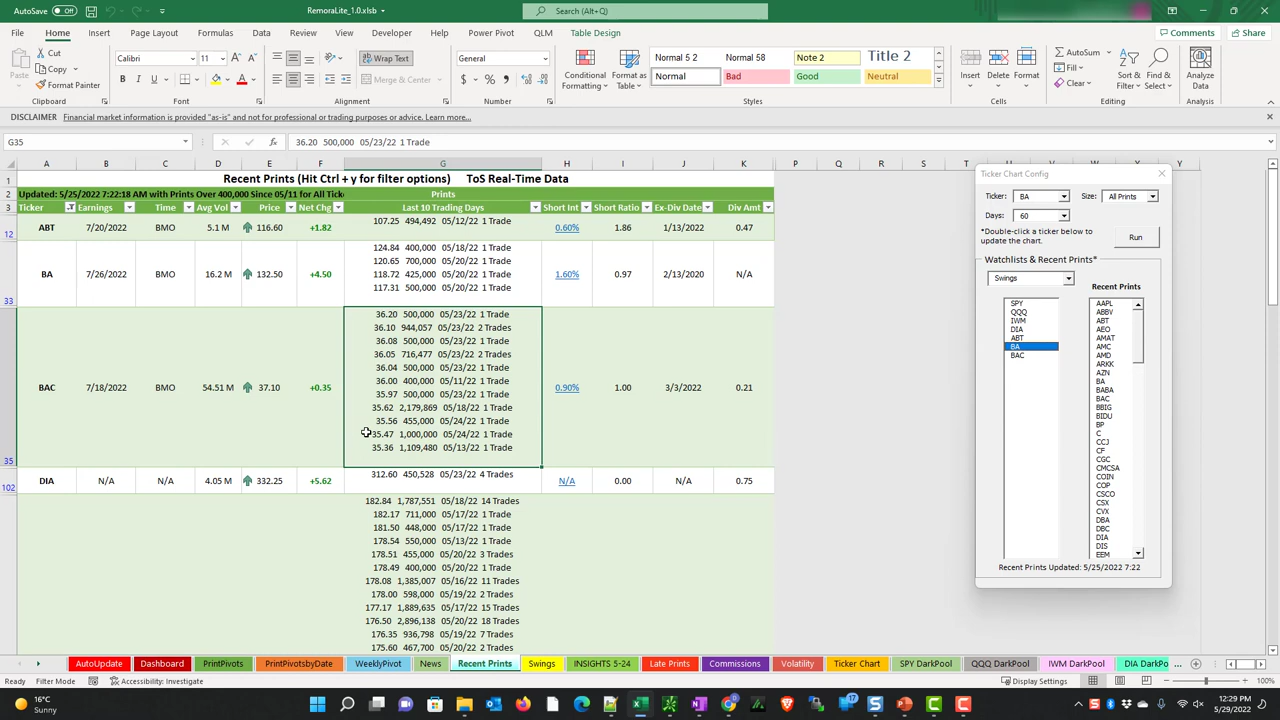 AutoSave Off RemoraLite_1.0.xlsb Search (Alt+Q)
File Home Insert Page Layout Formulas Data Review View Developer Help Power Pivot QLM Table Design Comments Share
Paste Cut Copy Format Painter Clipboard
Calibri 11 B I U Font
Wrap Text Merge & Center Alignment
General $ % Number
Conditional Formatting Format as Table
Normal 5 2 Normal 58 Note 2 Title 2
Normal Bad Good Neutral
Styles
Insert Delete Format Cells
AutoSum Fill Clear Sort & Filter Find & Select Editing
Analyze Data Analysis
DISCLAIMER Financial market information is provided "as-is" and not for professional or trading purposes or advice. Learn more...
G35 fx 36.20 500,000 05/23/22 1 Trade
A B C D E F G H I J K P Q R S T U V W X Y
1 Recent Prints (Hit Ctrl + y for filter options) ToS Real-Time Data
2 Updated: 5/25/2022 7:22:18 AM with Prints Over 400,000 Since 05/11 for All Ticke Prints
3 Ticker Earnings Time Avg Vol Price Net Chg Last 10 Trading Days Short Int Short Ratio Ex-Div Date Div Amt
107.25 494,492 05/12/22 1 Trade
12 ABT 7/20/2022 BMO 5.1 M 116.60 +1.82 0.60% 1.86 1/13/2022 0.47
124.84 400,000 05/18/22 1 Trade
120.65 700,000 05/20/22 1 Trade
33 BA 7/26/2022 BMO 16.2 M 132.50 +4.50 118.72 425,000 05/20/22 1 Trade 1.60% 0.97 2/13/2020 N/A
117.31 500,000 05/20/22 1 Trade
36.20 500,000 05/23/22 1 Trade
36.10 944,057 05/23/22 2 Trades
36.08 500,000 05/23/22 1 Trade
36.05 716,477 05/23/22 2 Trades
36.04 500,000 05/23/22 1 Trade
36.00 400,000 05/11/22 1 Trade
35 BAC 7/18/2022 BMO 54.51 M 37.10 +0.35 0.90% 1.00 3/3/2022 0.21
35.97 500,000 05/23/22 1 Trade
35.62 2,179,869 05/18/22 1 Trade
35.56 455,000 05/24/22 1 Trade
35.47 1,000,000 05/24/22 1 Trade
35.36 1,109,480 05/13/22 1 Trade
312.60 450,528 05/23/22 4 Trades
102 DIA N/A N/A 4.05 M 332.25 +5.62 N/A 0.00 N/A 0.75
182.84 1,787,551 05/18/22 14 Trades
182.17 711,000 05/17/22 1 Trade
181.50 448,000 05/17/22 1 Trade
178.54 550,000 05/13/22 1 Trade
178.51 455,000 05/20/22 3 Trades
178.49 400,000 05/20/22 1 Trade
178.08 1,385,007 05/16/22 11 Trades
178.00 598,000 05/19/22 2 Trades
177.17 1,889,635 05/17/22 15 Trades
176.50 2,896,138 05/20/22 18 Trades
176.35 936,798 05/19/22 7 Trades
175.60 467,700 05/20/22 2 Trades
Ticker Chart Config
Ticker: BA Size: All Prints
Days: 60
*Double-click a ticker below to update the chart. Run
Watchlists & Recent Prints*
Swings Recent Prints
SPY
QQQ
IWM
DIA
ABT
BA
BAC
AAPL
ABBV
ABT
AEO
AMAT
AMC
AMD
ARKK
AZN
BA
BABA
BAC
BBIG
BIDU
BP
C
CCJ
CF
CGC
CMCSA
COIN
COP
CSCO
CSX
CVX
DBA
DBC
DIA
DIS
EEM
Recent Prints Updated: 5/25/2022 7:22
AutoUpdate Dashboard PrintPivots PrintPivotsbyDate WeeklyPivot News Recent Prints Swings INSIGHTS 5-24 Late Prints Commissions Volatility Ticker Chart SPY DarkPool QQQ DarkPool IWM DarkPool DIA DarkPo ...
Ready Filter Mode Accessibility: Investigate Display Settings 100%
16°C
Sunny
12:29 PM
5/25/2022